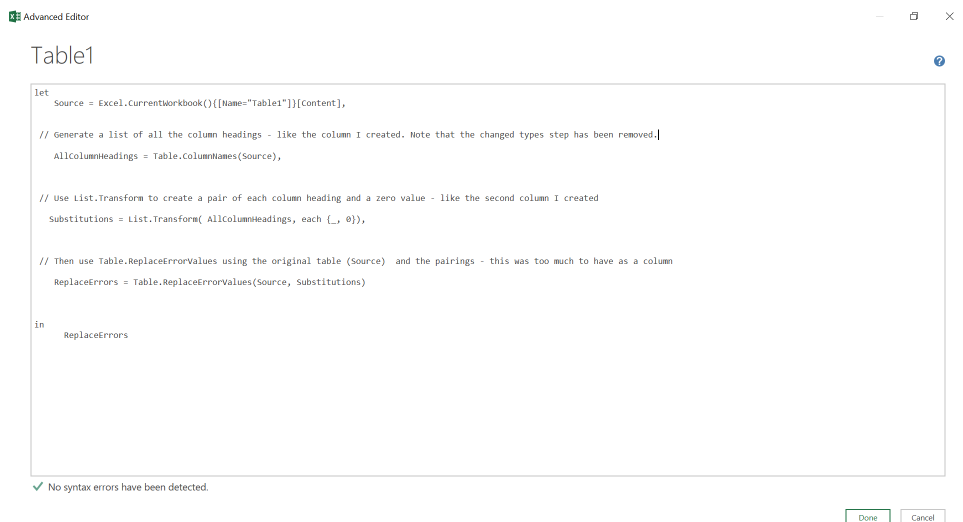 Advanced Editor
Table1
let
Source = Excel.CurrentWorkbook(){[Name="Table1"]}[Content],
// Generate a list of all the column headings - like the column I created. Note that the changed types step has been removed.
AllColumnHeadings = Table.ColumnNames(Source),
// Use List.Transform to create a pair of each column heading and a zero value - like the second column I created
Substitutions = List.Transform( AllColumnHeadings, each {_, 0}),
// Then use Table.ReplaceErrorValues using the original table (Source)  and the pairings - this was too much to have as a column
ReplaceErrors = Table.ReplaceErrorValues(Source, Substitutions)
in
ReplaceErrors
No syntax errors have been detected.
Done Cancel